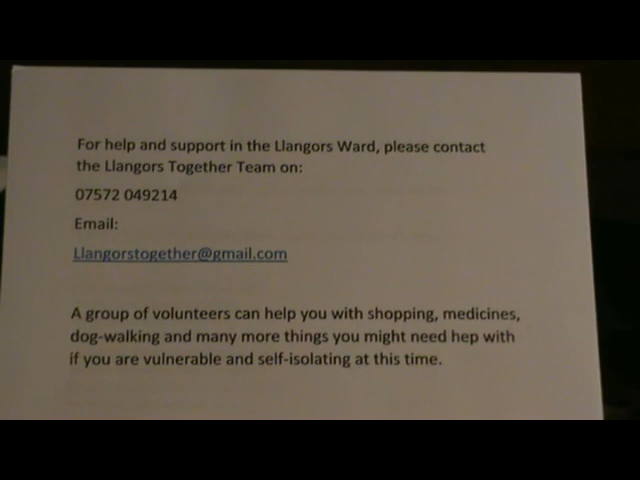 For help and support in the Llangors Ward, please contact
the Llangors Together Team on:
07572 049214
Email:
Llangorstogether@gmail.com
A group of volunteers can help you with shopping, medicines,
dog-walking and many more things you might need hep with
if you are vulnerable and self-isolating at this time.